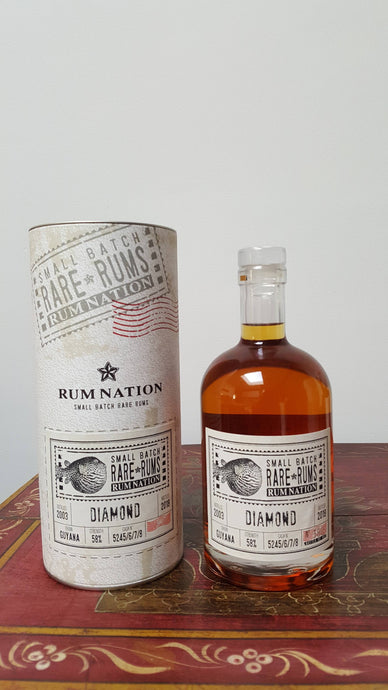 SMALL BATCH
RARE RUMS
RUM NATION
RUM NATION
SMALL BATCH RARE RUMS
SMALL BATCH
RARE RUMS
RUM NATION
DIAMOND
2003
GUYANA
STRENGTH
58%
5245/6/7/8
SMALL BATCH
RARE RUMS
RUM NATION
DIAMOND
2003
GUYANA
STRENGTH
58%
5245/6/7/8